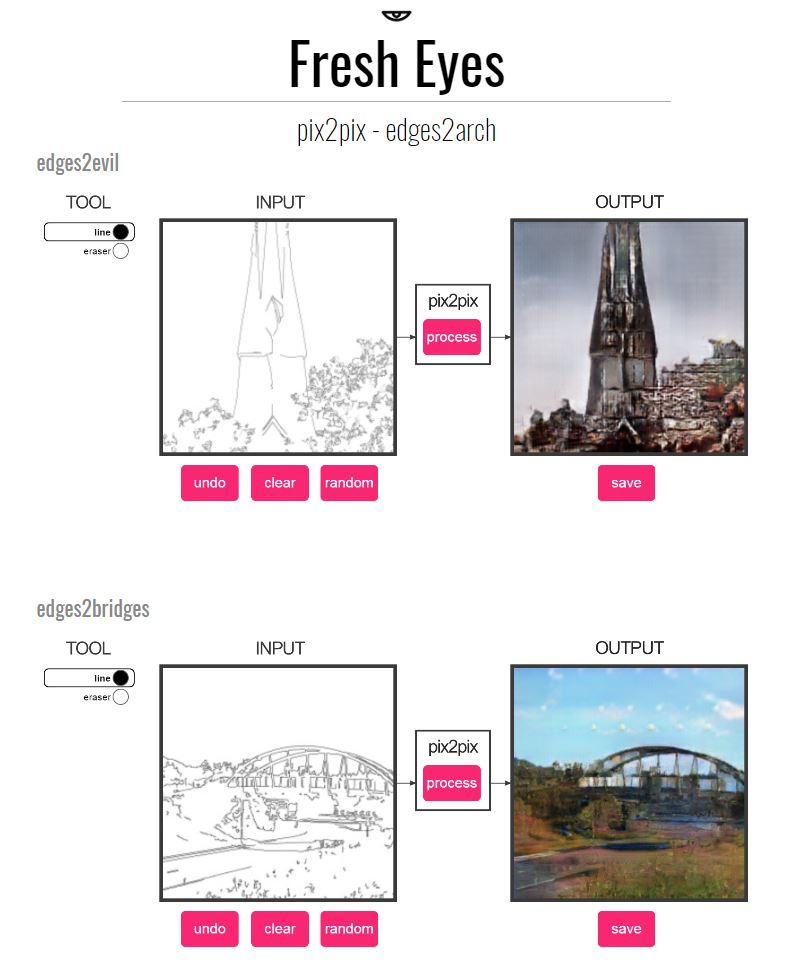 Fresh Eyes
pix2pix - edges2arch
edges2evil
TOOL
INPUT
OUTPUT
line
eraser
pix2pix
process
undo
clear
random
save
edges2bridges
TOOL
INPUT
OUTPUT
line
eraser
pix2pix
process
undo
clear
random
save